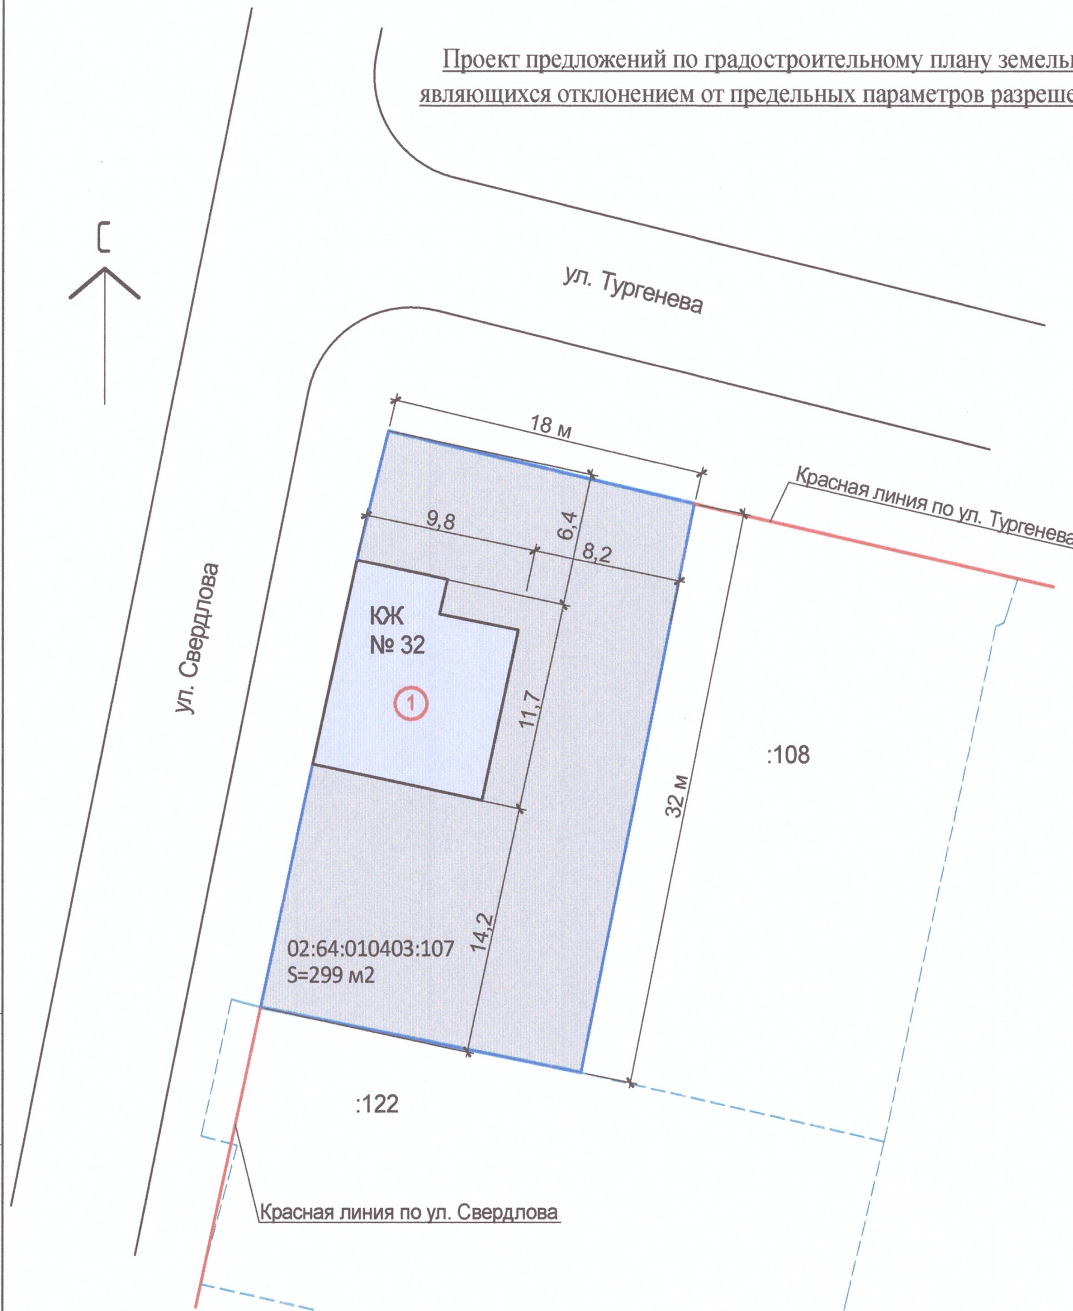 Проект предложений по градостроительному плану земель
являющихся отклонением от предельных параметров разреше
С
ул. Тургенева
18 м
Красная линия по ул. Тургенева
9,8
6,4
8,2
КЖ
№ 32
1
ул. Свердлова
11,7
:108
32 м
14,2
02:64:010403:107
S=299 м2
:122
Красная линия по ул. Свердлова